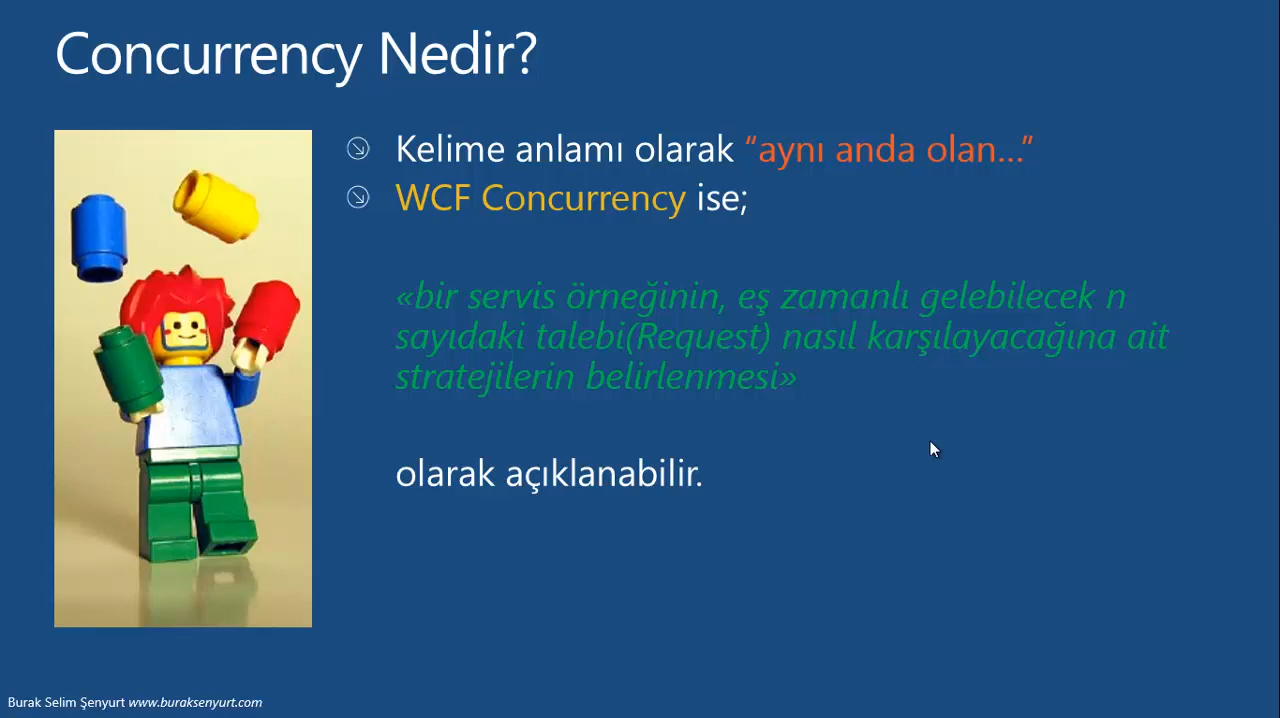 Concurrency Nedir?
Kelime anlamı olarak “aynı anda olan...”
WCF Concurrency ise;
«bir servis örneğinin, eş zamanlı gelebilecek n
sayıdaki talebi(Request) nasıl karşılayacağına ait
stratejilerin belirlenmesi»
olarak açıklanabilir.
Burak Selim Şenyurt www.buraksenyurt.com